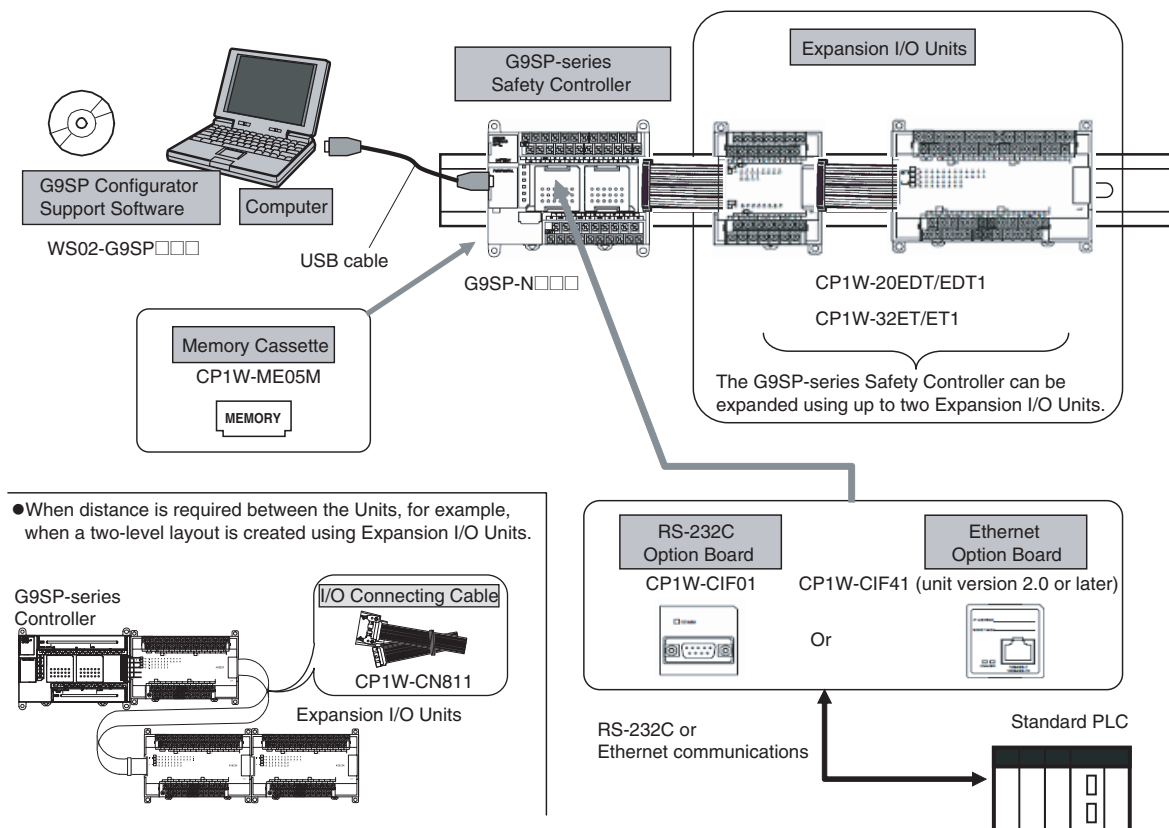 Expansion I/O Units
G9SP-series
Safety Controller
G9SP Configurator
Support Software
Computer
WS02-G9SP□□□
USB cable
G9SP-N□□□
CP1W-20EDT/EDT1
CP1W-32ET/ET1
The G9SP-series Safety Controller can be
expanded using up to two Expansion I/O Units.
Memory Cassette
CP1W-ME05M
MEMORY
●When distance is required between the Units, for example,
when a two-level layout is created using Expansion I/O Units.
G9SP-series
Controller
I/O Connecting Cable
CP1W-CN811
Expansion I/O Units
RS-232C
Option Board
CP1W-CIF01
Or
Ethernet
Option Board
CP1W-CIF41 (unit version 2.0 or later)
RS-232C or
Ethernet communications
Standard PLC